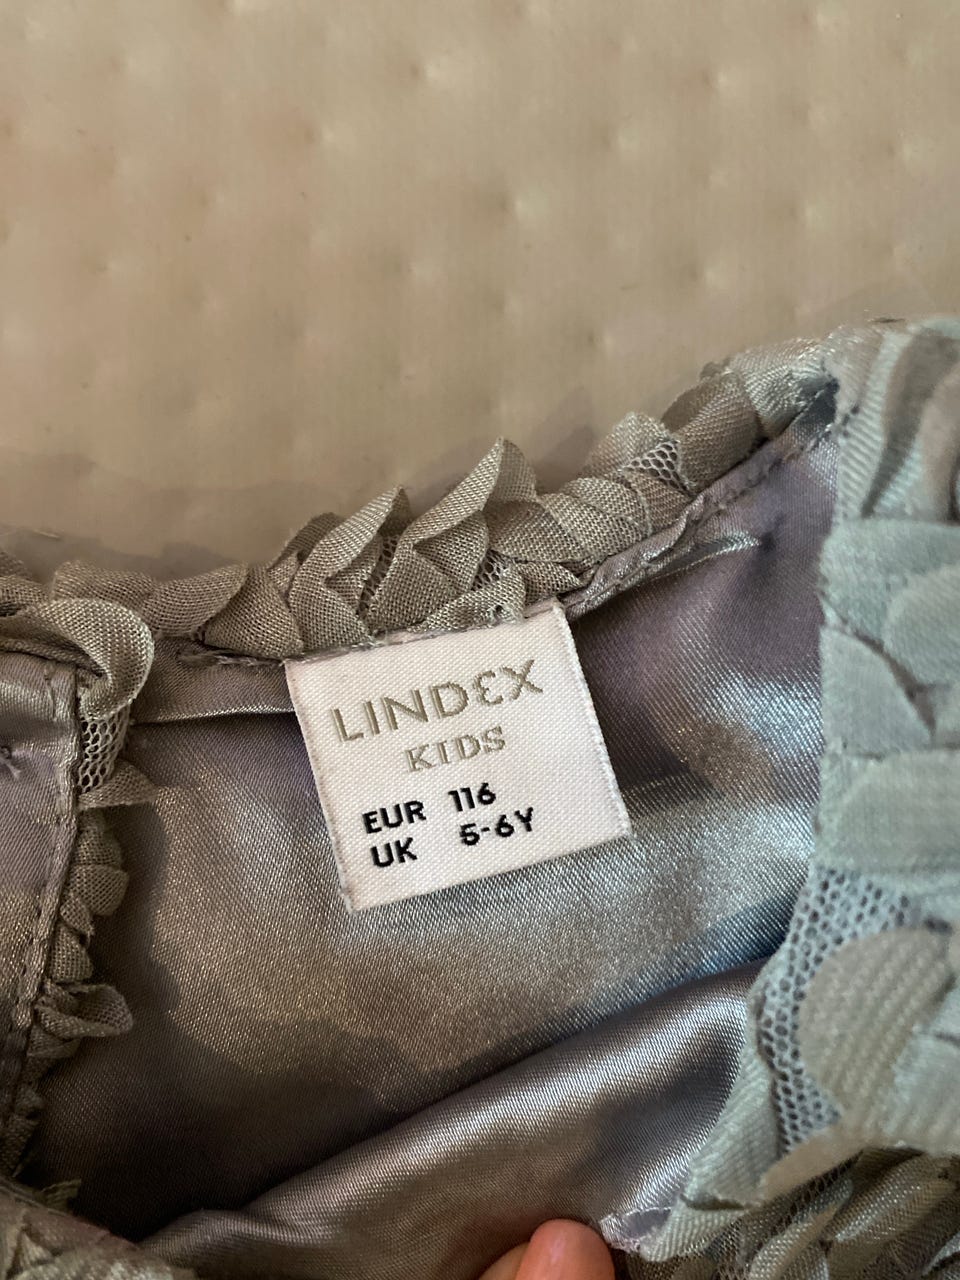 LINDEX
KIDS
EUR 116
UK 5-6Y